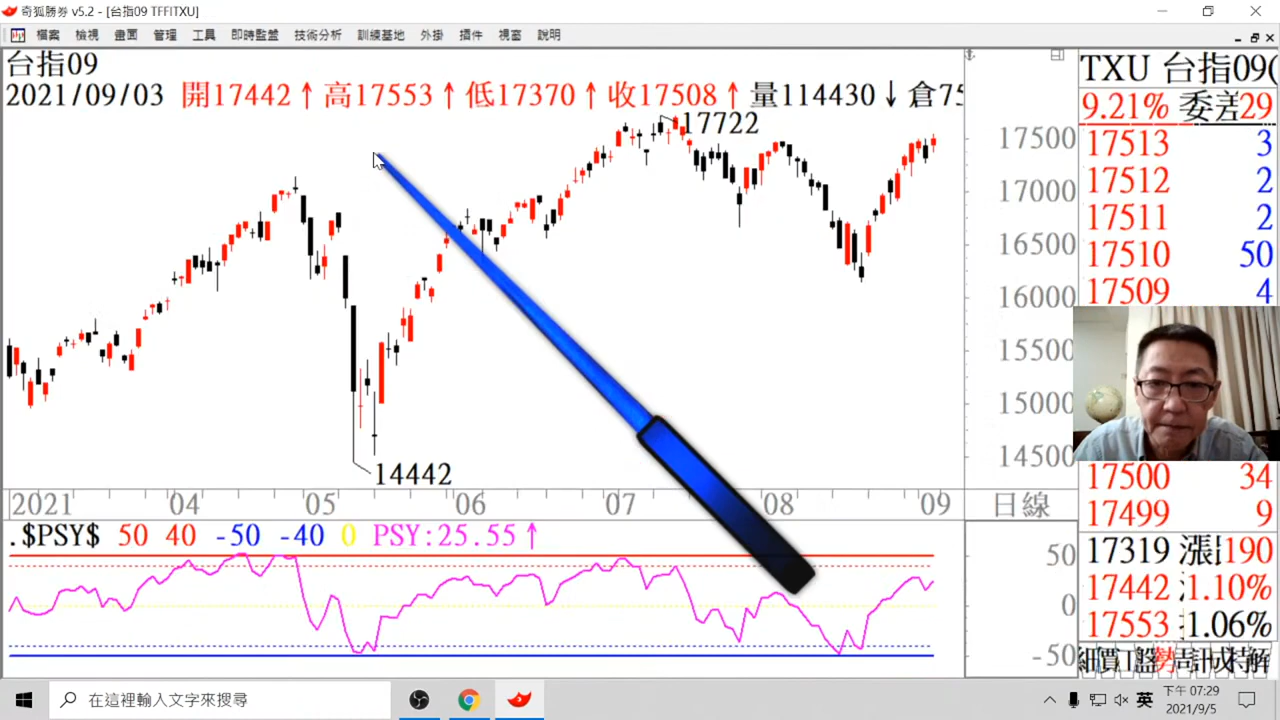 奇狐勝券 v5.2 - [台指09 TFFITXU]
檔案 檢視 畫面 管理 工具 即時監盤 技術分析 訓練基地 外掛 插件 視窗 說明
台指09
2021/09/03 開17442↑ 高17553↑ 低17370↑ 收17508↑ 量114430↓ 倉75
17722
14442
17500
17000
16500
16000
15500
15000
14500
2021 04 05 06 07 08 09 日線
.$PSY$ 50 40 -50 -40 0 PSY:25.55↑
50
0
-50
TXU 台指09(
9.21% 委差29
17513 3
17512 2
17511 2
17510 50
17509 4
17500 34
17499 9
17319 漲 190
17442 1.10%
17553 1.06%
在這裡輸入文字來搜尋
英
下午 07:29
2021/9/5